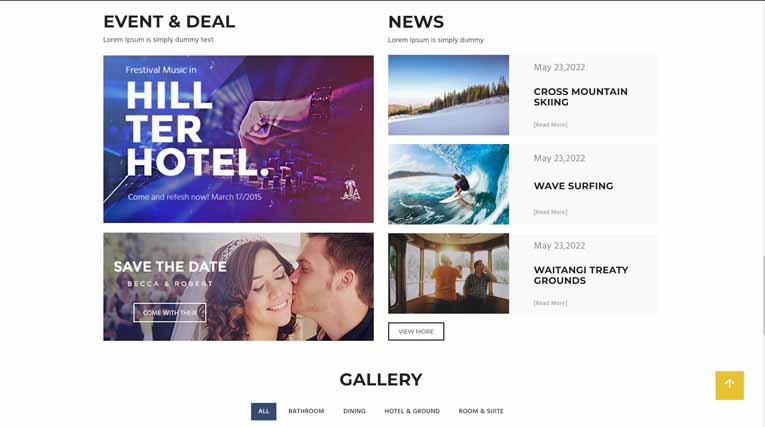 EVENT & DEAL
Lorem Ipsum is simply dummy text
Frestival Music in
HILL
TER
HOTEL.
Come and refesh now! March 17/2015
SAVE THE DATE
BECCA & ROBERT
COME WITH THEIR
NEWS
Lorem Ipsum is simply dummy
May 23,2022
CROSS MOUNTAIN
SKIING
[Read More]
May 23,2022
WAVE SURFING
[Read More]
May 23,2022
WAITANGI TREATY
GROUNDS
[Read More]
VIEW MORE
GALLERY
ALL BATHROOM DINING HOTEL & GROUND ROOM & SUITE